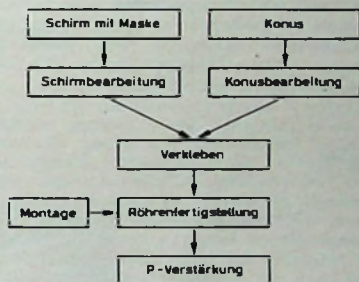 Schirm mit Maske
Konus
Schirmbearbeitung
Konusbearbeitung
Verkleben
Montage
Röhrenfertigstellung
P-Verstärkung